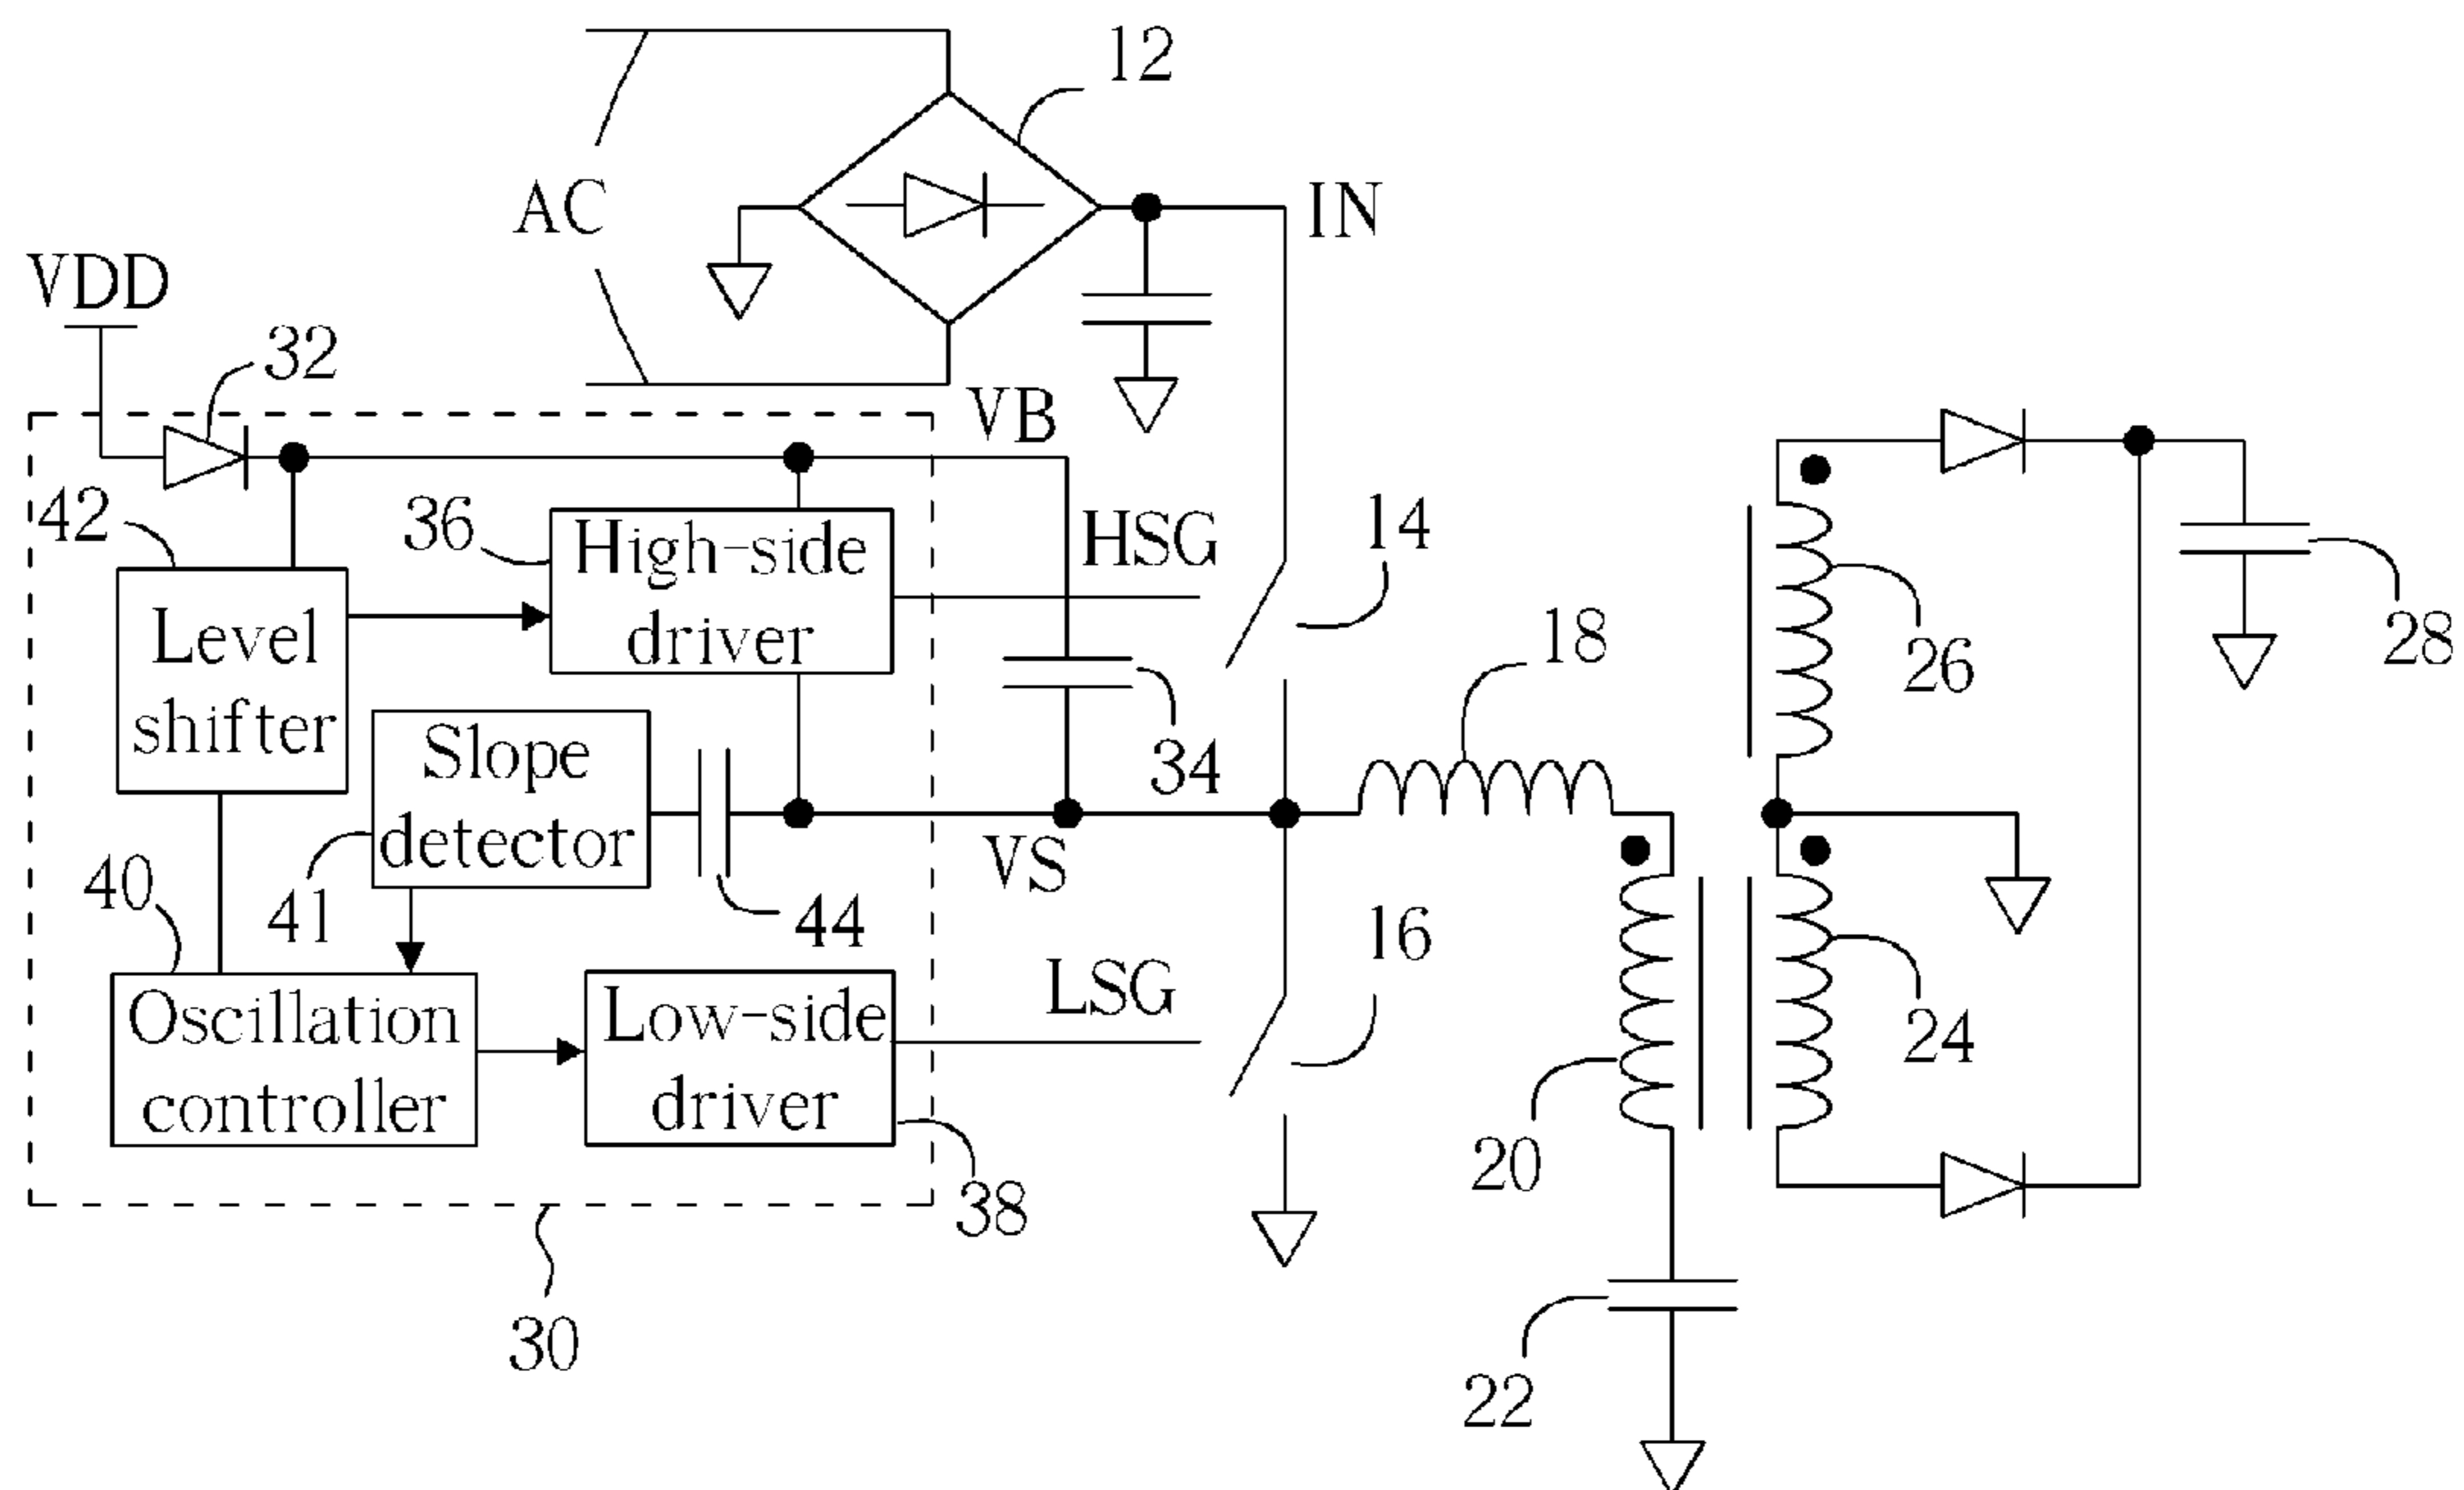 12
AC
IN
VDD
32
VB
42
36
High-side
driver
HSG
14
Level
shifter
18
28
26
Slope
detector
34
VS
40
41
44
16
Oscillation
controller
Low-side
driver
LSG
24
20
38
30
22